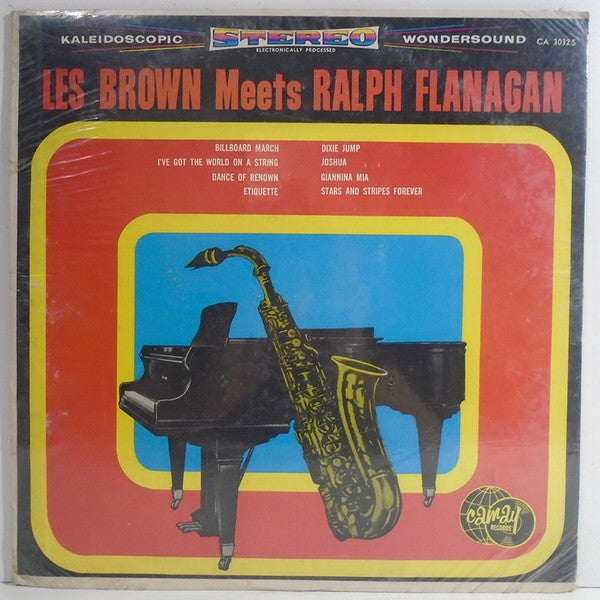 KALEIDOSCOPIC STEREO WONDERSOUND CA 3032S
ELECTRONICALLY PROCESSED
LES BROWN Meets RALPH FLANAGAN
BILLBOARD MARCH
I'VE GOT THE WORLD ON A STRING
DANCE OF RENOWN
ETIQUETTE
DIXIE JUMP
JOSHUA
GIANNINA MIA
STARS AND STRIPES FOREVER
camay
RECORDS